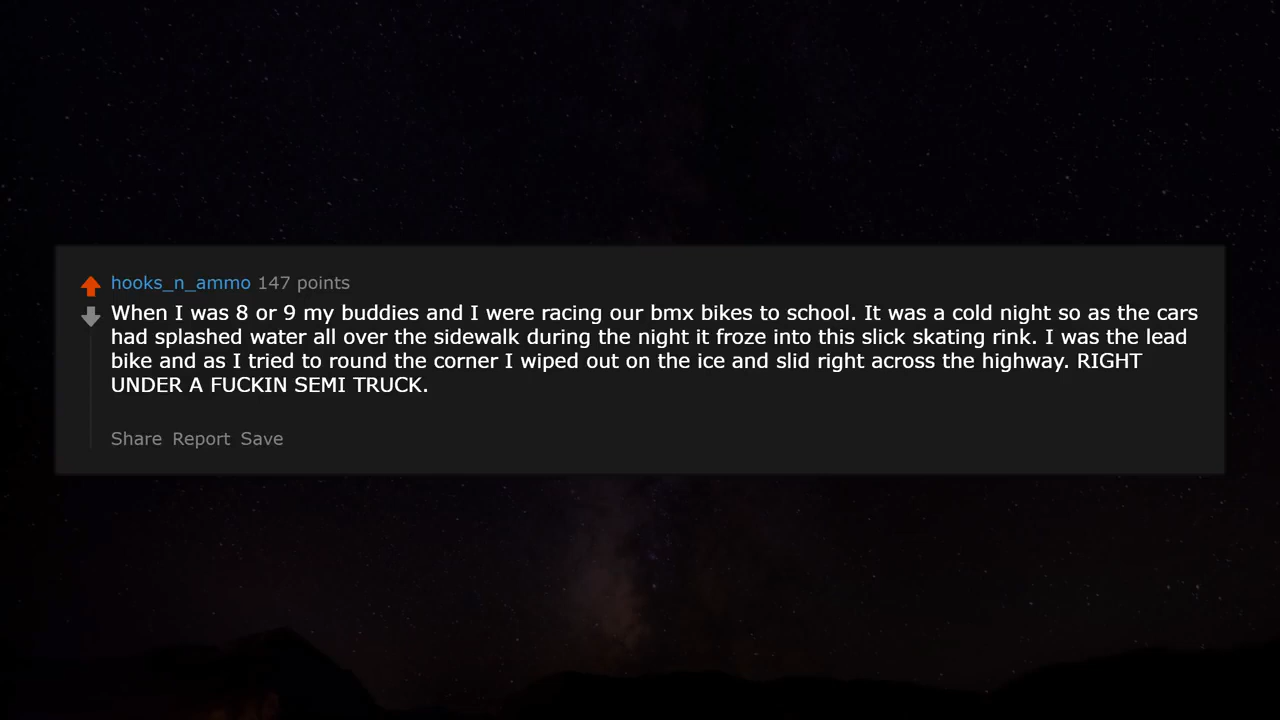 hooks_n_ammo 147 points
When I was 8 or 9 my buddies and I were racing our bmx bikes to school. It was a cold night so as the cars
had splashed water all over the sidewalk during the night it froze into this slick skating rink. I was the lead
bike and as I tried to round the corner I wiped out on the ice and slid right across the highway. RIGHT
UNDER A FUCKIN SEMI TRUCK.
Share Report Save